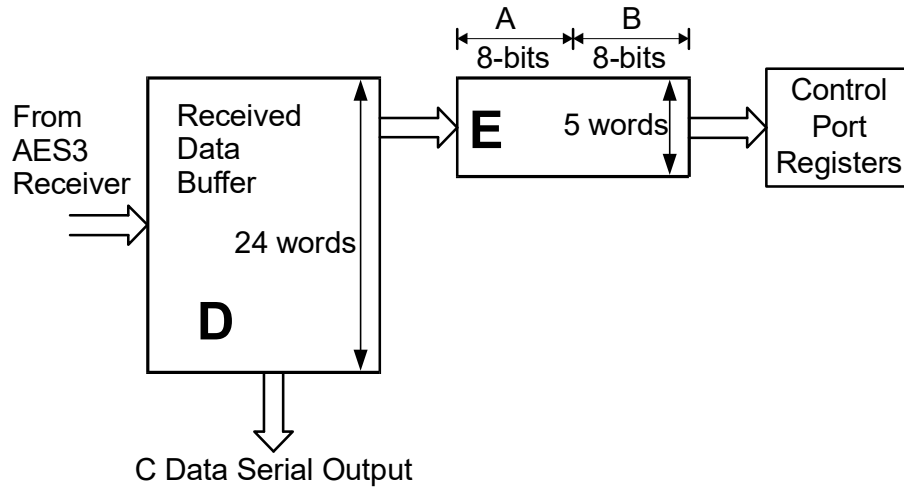 A
B
8-bits
8-bits
From
AES3
Receiver
Received
Data
Buffer
24 words
D
E
5 words
Control
Port
Registers
C Data Serial Output